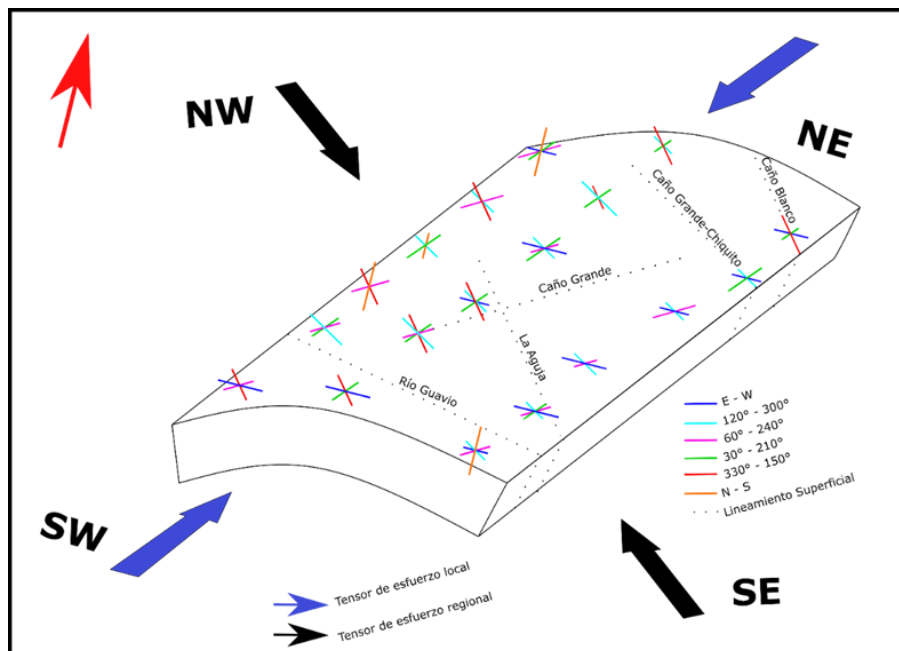 NW
NE
Caño Blanco
Caño Grande-Chiquito
Caño Grande
La Aguja
Río Guavio
E - W
120° - 300°
60° - 240°
30° - 210°
330° - 150°
N - S
Lineamiento Superficial
SW
SE
Tensor de esfuerzo local
Tensor de esfuerzo regional